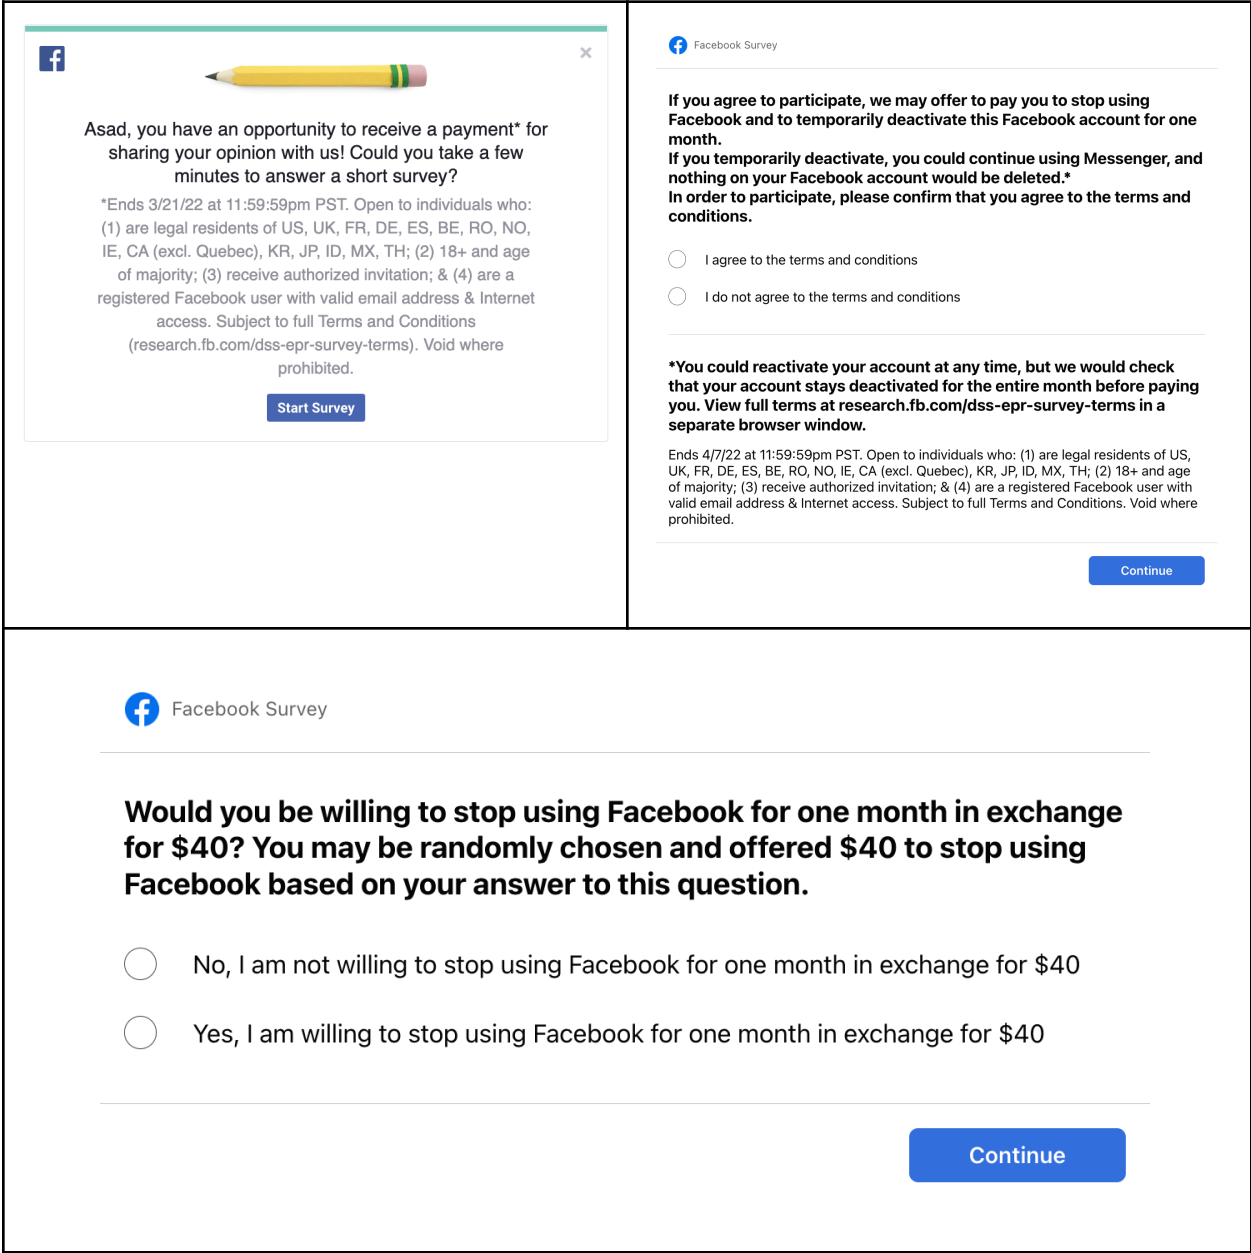 Asad, you have an opportunity to receive a payment* for
sharing your opinion with us! Could you take a few
minutes to answer a short survey?
*Ends 3/21/22 at 11:59:59pm PST. Open to individuals who:
(1) are legal residents of US, UK, FR, DE, ES, BE, RO, NO,
IE, CA (excl. Quebec), KR, JP, ID, MX, TH; (2) 18+ and age
of majority; (3) receive authorized invitation; & (4) are a
registered Facebook user with valid email address & Internet
access. Subject to full Terms and Conditions
(research.fb.com/dss-epr-survey-terms). Void where
prohibited.
Start Survey
Facebook Survey
If you agree to participate, we may offer to pay you to stop using
Facebook and to temporarily deactivate this Facebook account for one
month.
If you temporarily deactivate, you could continue using Messenger, and
nothing on your Facebook account would be deleted.*
In order to participate, please confirm that you agree to the terms and
conditions.
I agree to the terms and conditions
I do not agree to the terms and conditions
*You could reactivate your account at any time, but we would check
that your account stays deactivated for the entire month before paying
you. View full terms at research.fb.com/dss-epr-survey-terms in a
separate browser window.
Ends 4/7/22 at 11:59:59pm PST. Open to individuals who: (1) are legal residents of US,
UK, FR, DE, ES, BE, RO, NO, IE, CA (excl. Quebec), KR, JP, ID, MX, TH; (2) 18+ and age
of majority; (3) receive authorized invitation; & (4) are a registered Facebook user with
valid email address & Internet access. Subject to full Terms and Conditions. Void where
prohibited.
Continue
Facebook Survey
Would you be willing to stop using Facebook for one month in exchange
for $40? You may be randomly chosen and offered $40 to stop using
Facebook based on your answer to this question.
No, I am not willing to stop using Facebook for one month in exchange for $40
Yes, I am willing to stop using Facebook for one month in exchange for $40
Continue